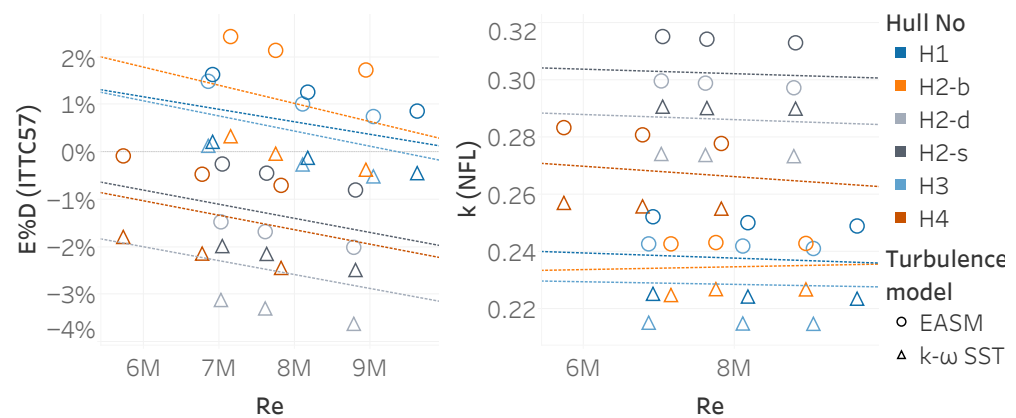 E%D (ITTC57)
2%
1%
0%
−1%
−2%
−3%
−4%
6M 7M 8M 9M
Re
k (NFL)
0.32
0.30
0.28
0.26
0.24
0.22
6M 8M
Re
Hull No
H1
H2-b
H2-d
H2-s
H3
H4
Turbulence
model
EASM
k-ω SST